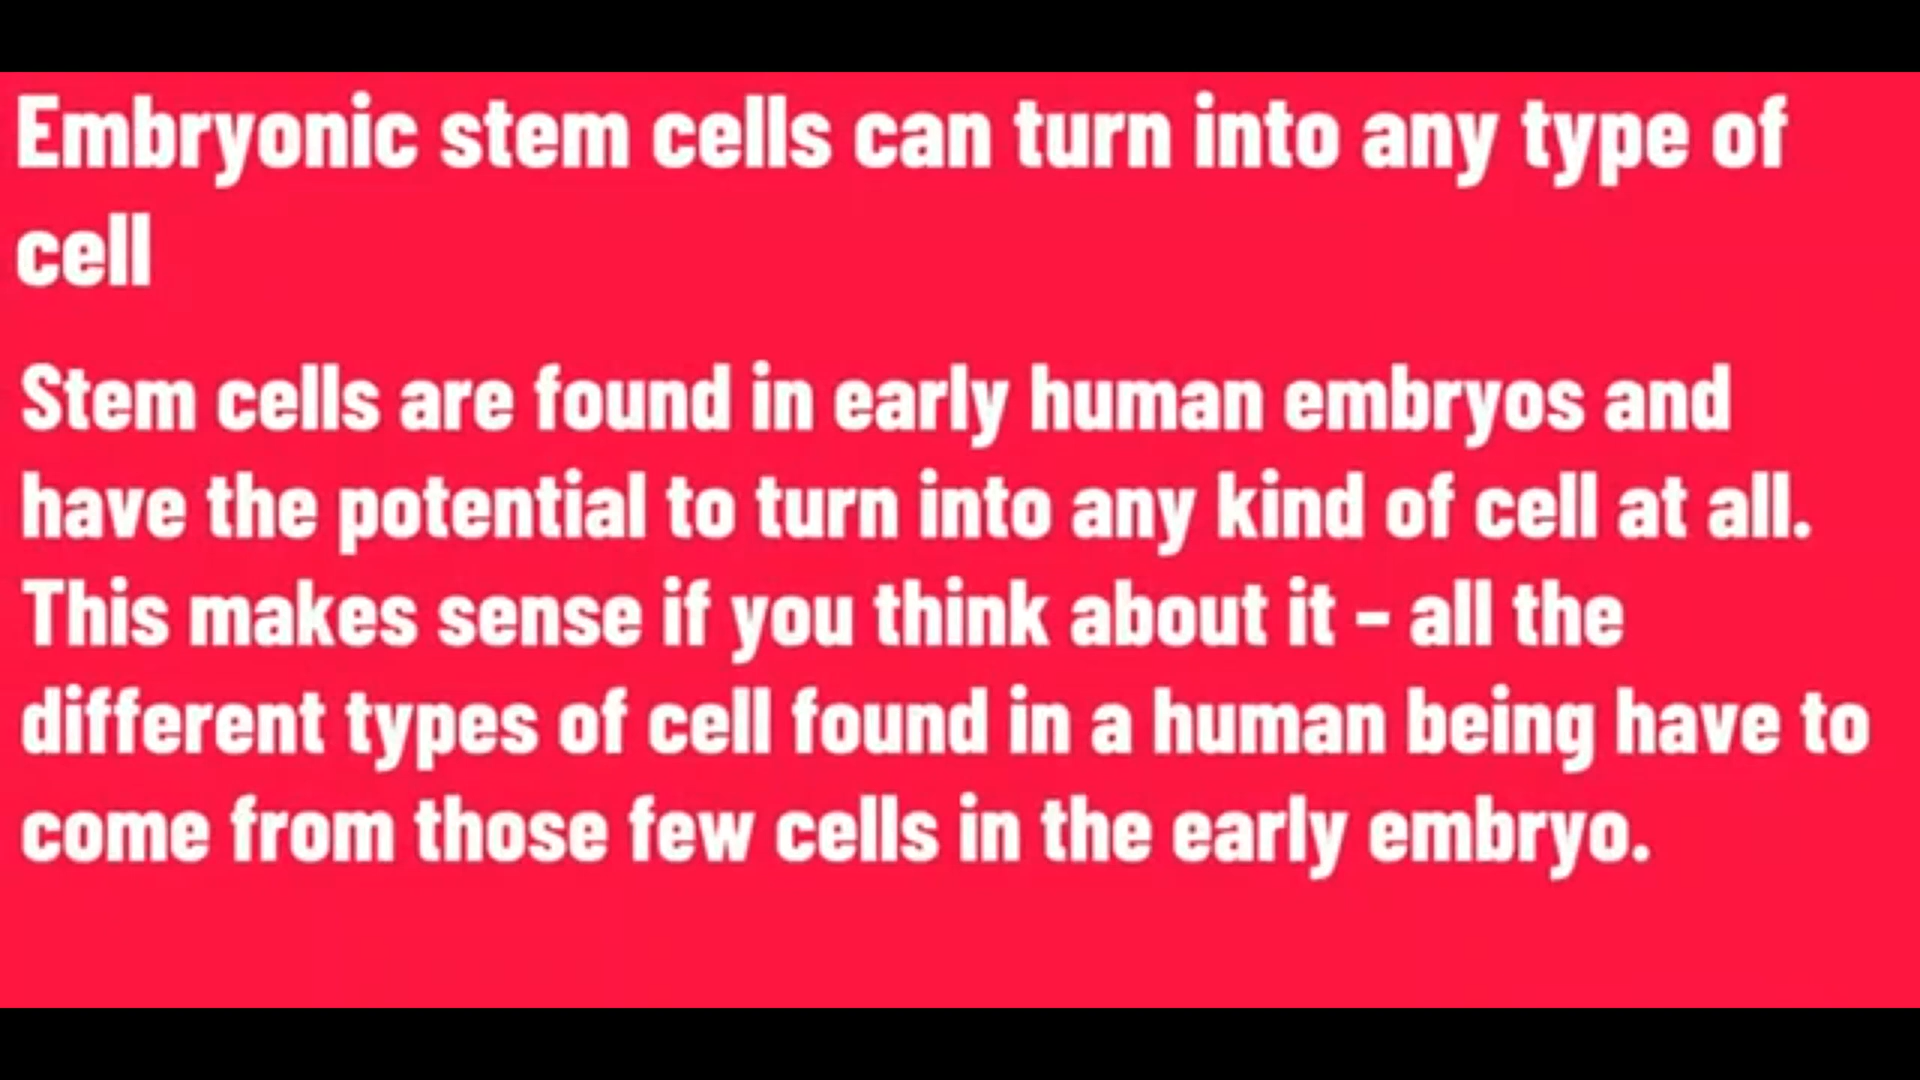 Embryonic stem cells can turn into any type of
cell
Stem cells are found in early human embryos and
have the potential to turn into any kind of cell at all.
This makes sense if you think about it – all the
different types of cell found in a human being have to
come from those few cells in the early embryo.